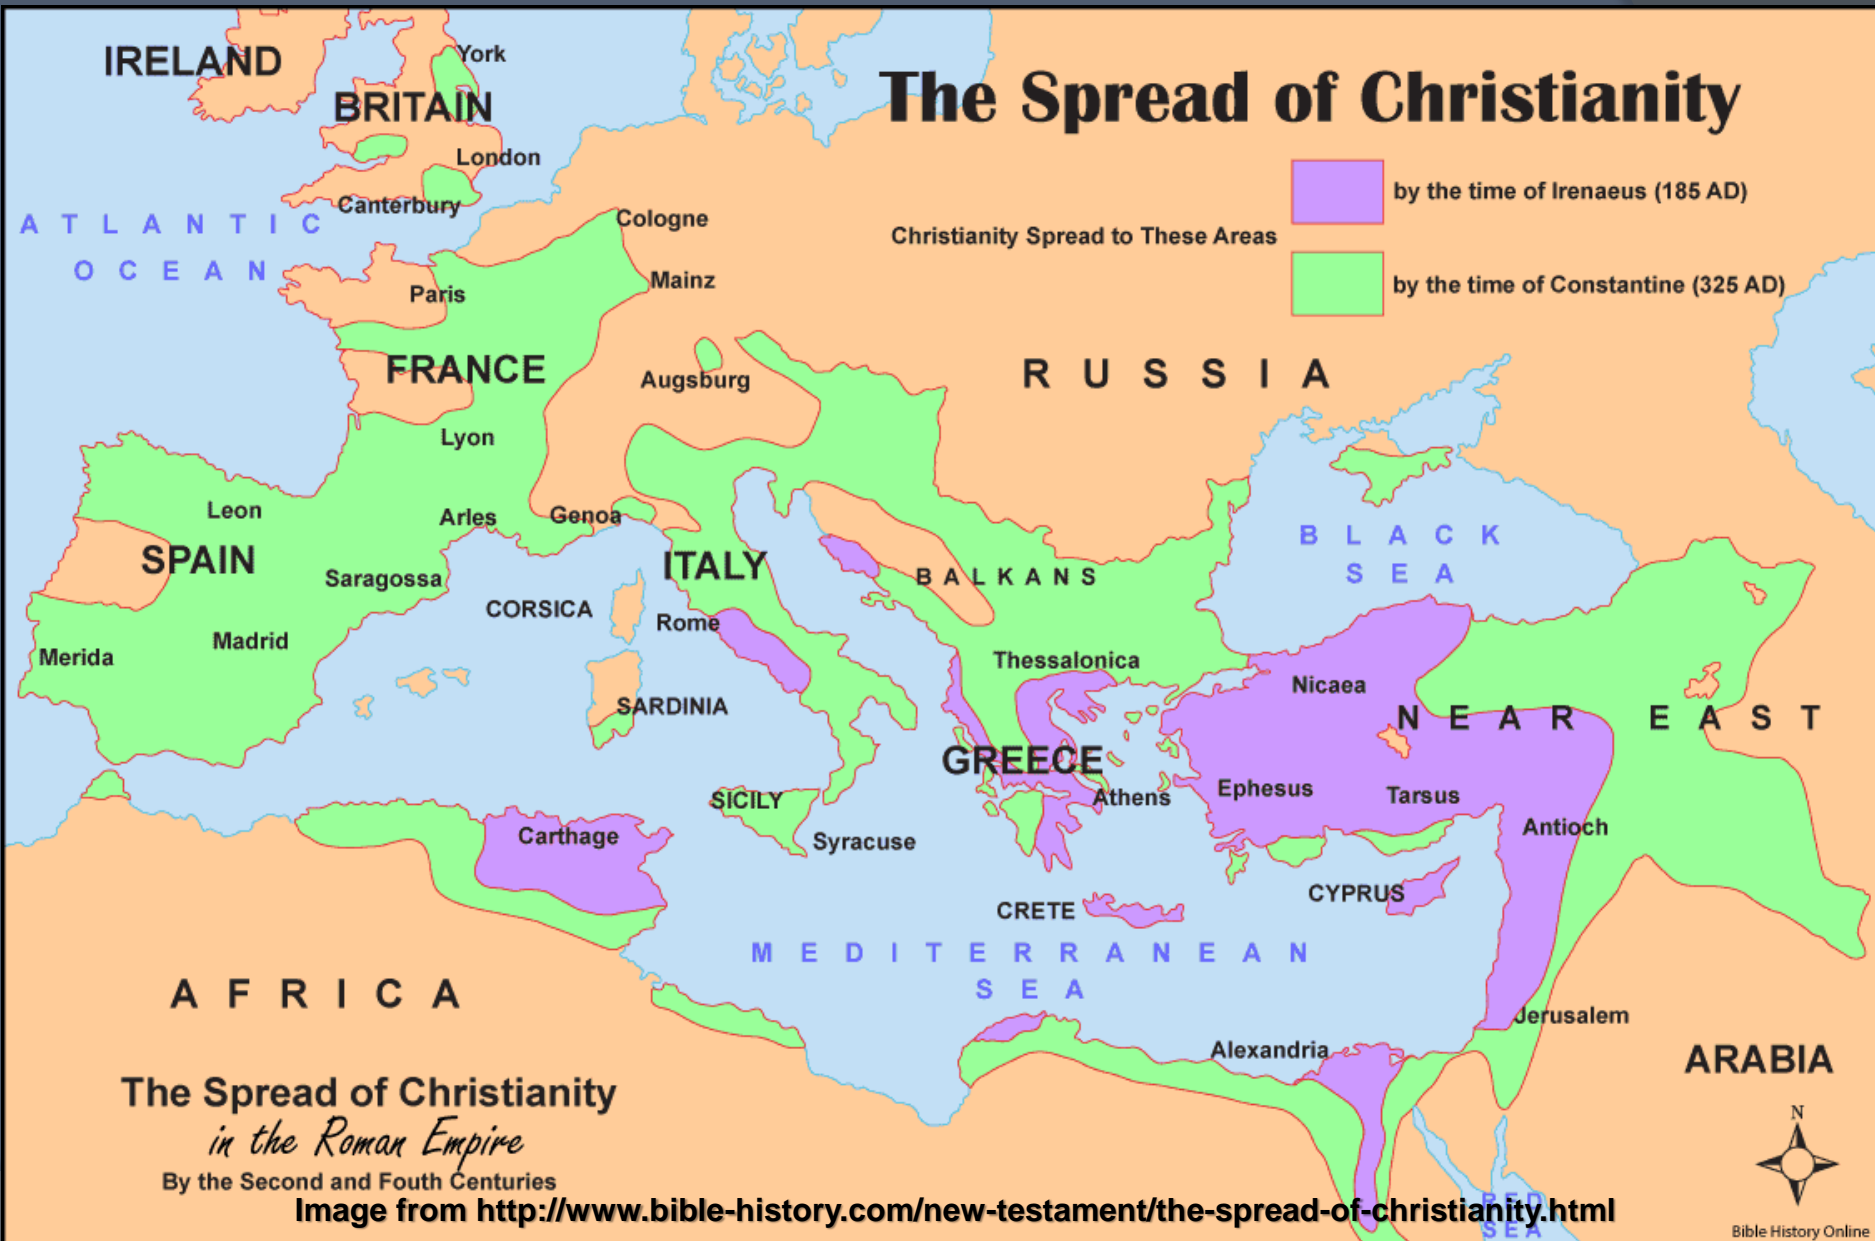 The Spread of Christianity
by the time of Irenaeus (185 AD)
Christianity Spread to These Areas
by the time of Constantine (325 AD)
IRELAND
York
BRITAIN
London
Canterbury
ATLANTIC
OCEAN
Cologne
Mainz
Paris
FRANCE
Augsburg
RUSSIA
Lyon
Leon
Arles
Genoa
SPAIN
ITALY
Saragossa
BALKANS
BLACK
SEA
CORSICA
Rome
Madrid
Merida
Thessalonica
Nicaea
SARDINIA
NEAR EAST
GREECE
Ephesus
Tarsus
Athens
SICILY
Antioch
Carthage
Syracuse
CYPRUS
CRETE
MEDITERRANEAN
SEA
AFRICA
Jerusalem
Alexandria
ARABIA
The Spread of Christianity
in the Roman Empire
By the Second and Fouth Centuries
N
RED
SEA
Image from http://www.bible-history.com/new-testament/the-spread-of-christianity.html
Bible History Online